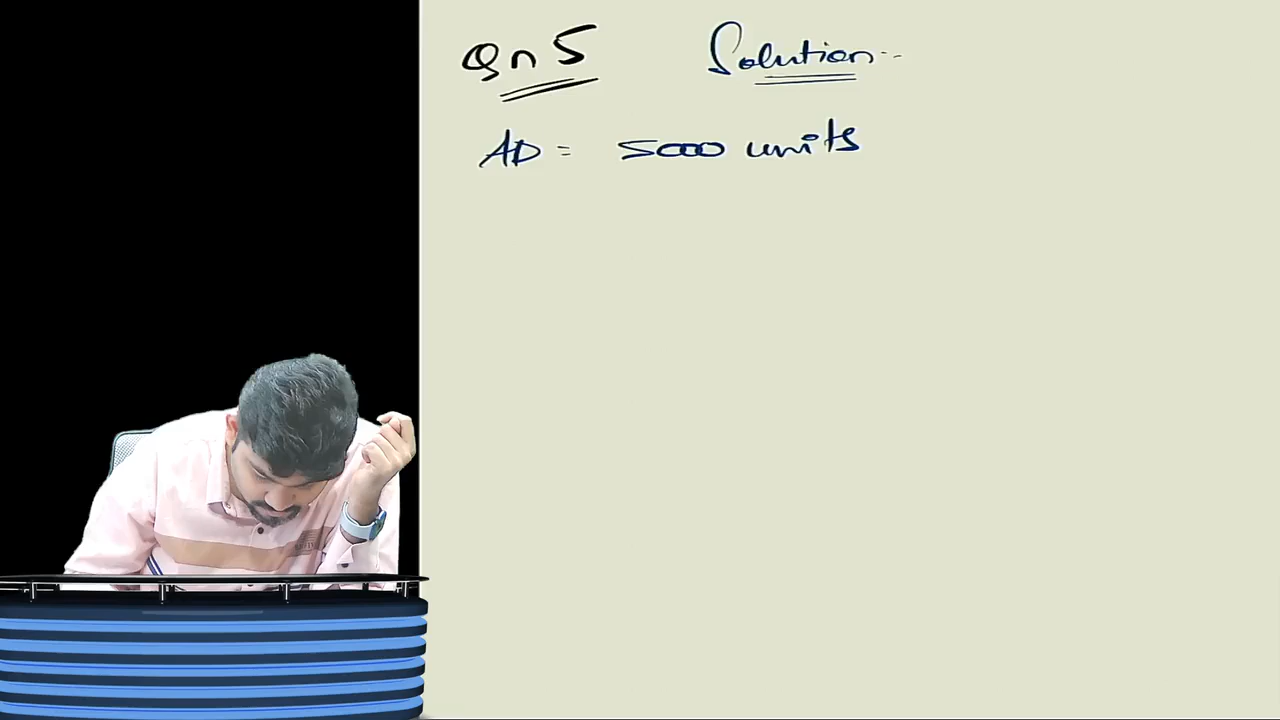 Qn 5 Solution:-
AD = 5000 units